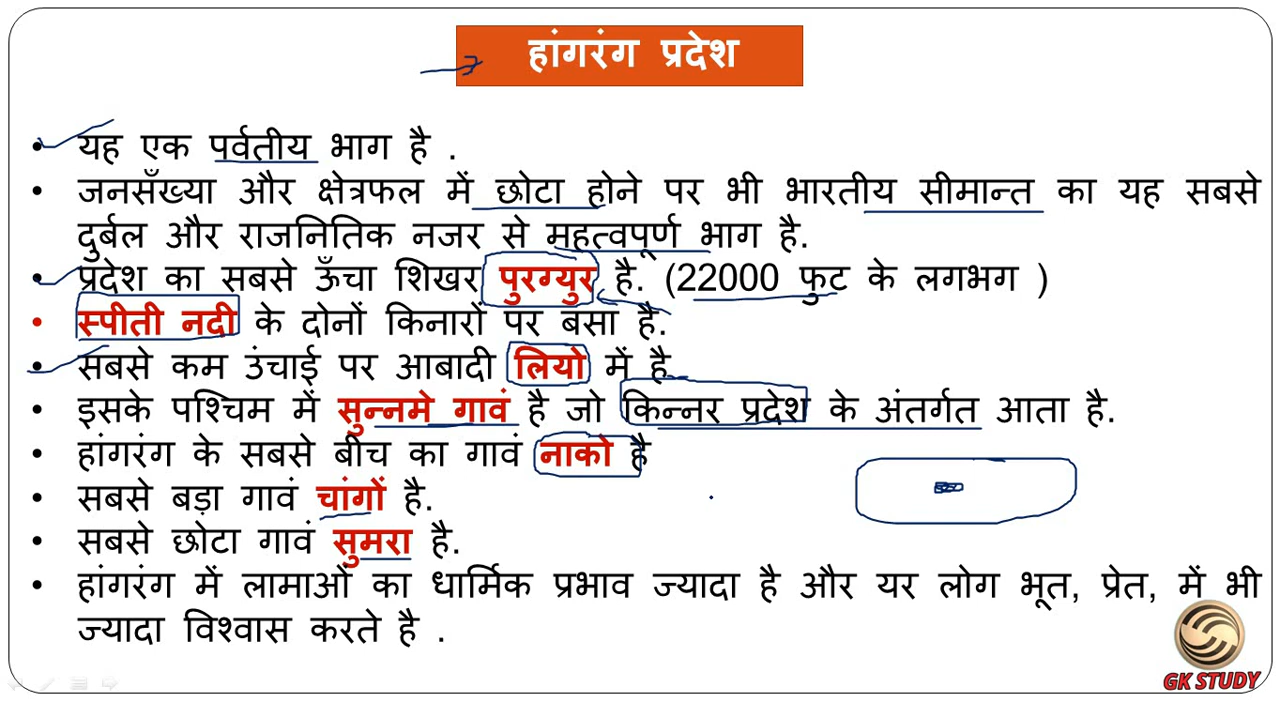 हांगरंग प्रदेश
• यह एक पर्वतीय भाग है .
• जनसँख्या और क्षेत्रफल में छोटा होने पर भी भारतीय सीमान्त का यह सबसे
दुर्बल और राजनितिक नजर से महत्वपूर्ण भाग है.
• प्रदेश का सबसे ऊँचा शिखर पुरग्युर है. (22000 फुट के लगभग )
• स्पीती नदी के दोनों किनारों पर बसा है.
• सबसे कम उंचाई पर आबादी लियो में है
• इसके पश्चिम में सुन्नमे गावं है जो किन्नर प्रदेश के अंतर्गत आता है.
• हांगरंग के सबसे बीच का गावं नाको है
• सबसे बड़ा गावं चांगों है.
• सबसे छोटा गावं सुमरा है.
• हांगरंग में लामाओं का धार्मिक प्रभाव ज्यादा है और यर लोग भूत, प्रेत, में भी
ज्यादा विश्वास करते है .
GK STUDY